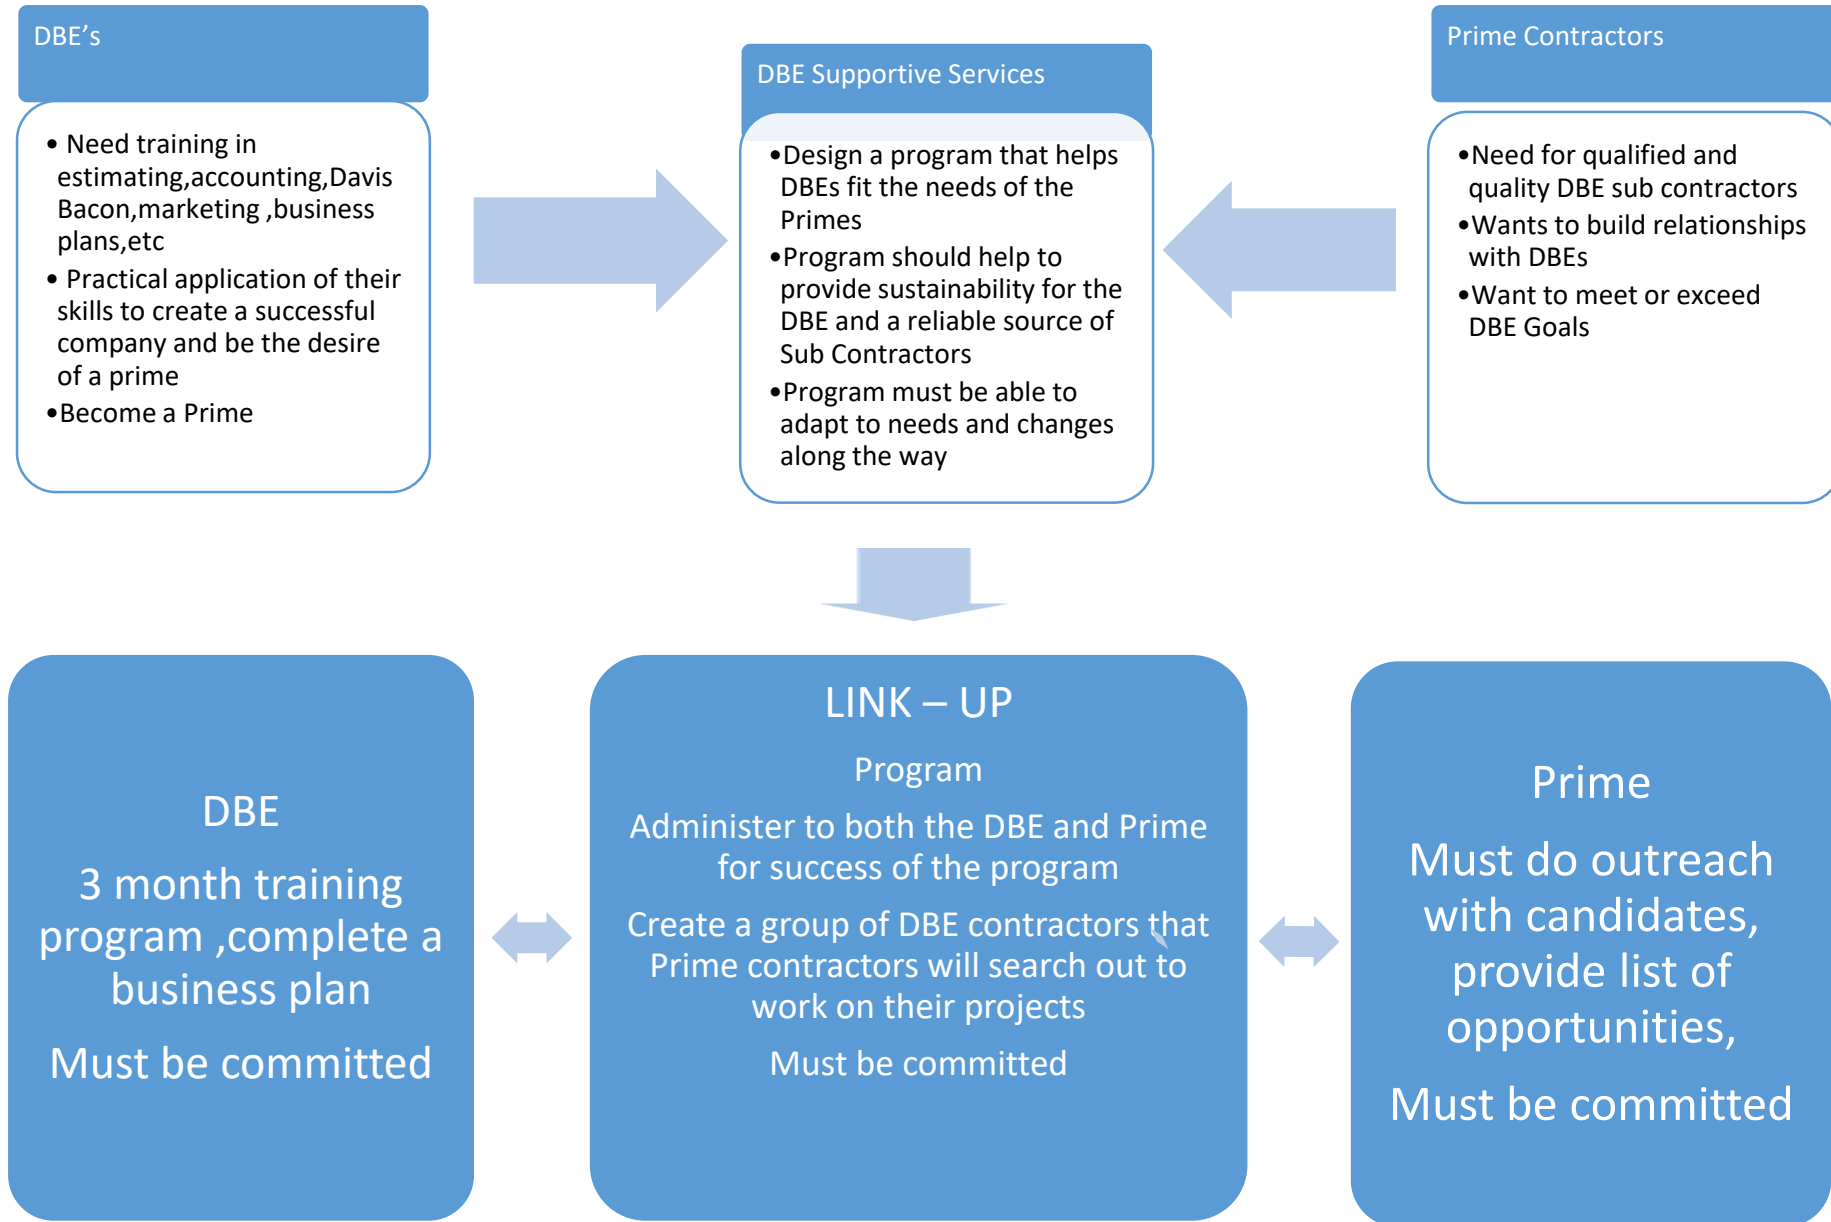 DBE's
• Need training in
estimating,accounting,Davis
Bacon,marketing ,business
plans,etc
• Practical application of their
skills to create a successful
company and be the desire
of a prime
•Become a Prime
DBE Supportive Services
•Design a program that helps
DBEs fit the needs of the
Primes
•Program should help to
provide sustainability for the
DBE and a reliable source of
Sub Contractors
•Program must be able to
adapt to needs and changes
along the way
Prime Contractors
•Need for qualified and
quality DBE sub contractors
•Wants to build relationships
with DBEs
•Want to meet or exceed
DBE Goals
DBE
3 month training
program ,complete a
business plan
Must be committed
LINK – UP
Program
Administer to both the DBE and Prime
for success of the program
Create a group of DBE contractors that
Prime contractors will search out to
work on their projects
Must be committed
Prime
Must do outreach
with candidates,
provide list of
opportunities,
Must be committed